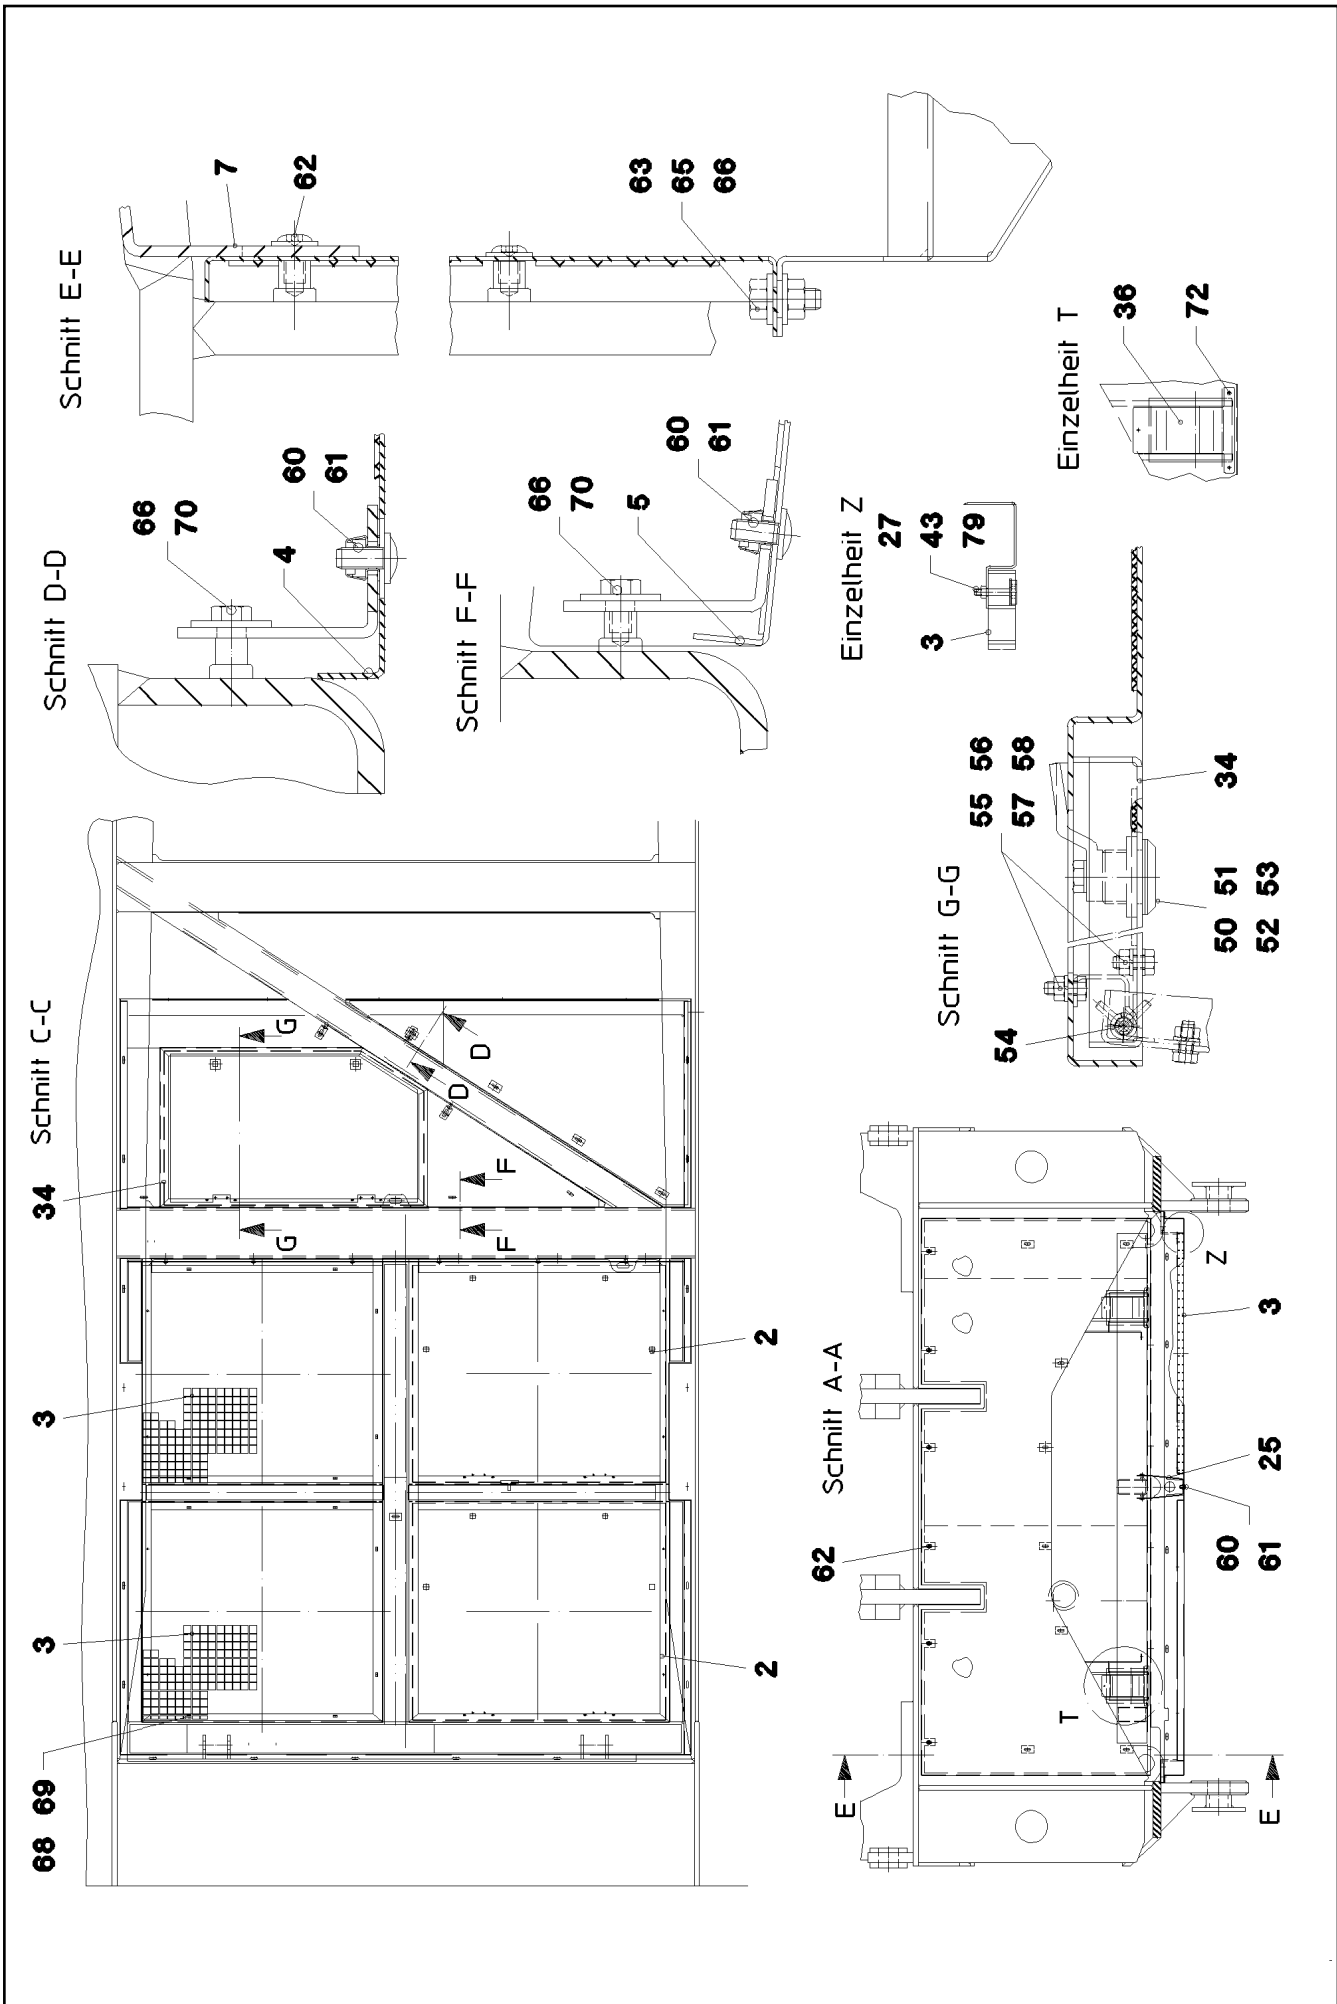 Schnitt C-C
34
3
3
68 69
G
G
F
F
D
D
2
2
Schnitt D-D
66
70
4
60
61
Schnitt E-E
7
62
63
65
66
Schnitt F-F
66
70
5
60
61
Einzelheit Z
27
43
79
3
Einzelheit T
36
72
Schnitt G-G
55 56
57 58
54
34
50 51
52 53
Schnitt A-A
62
T
Z
3
25
60
61
E
E